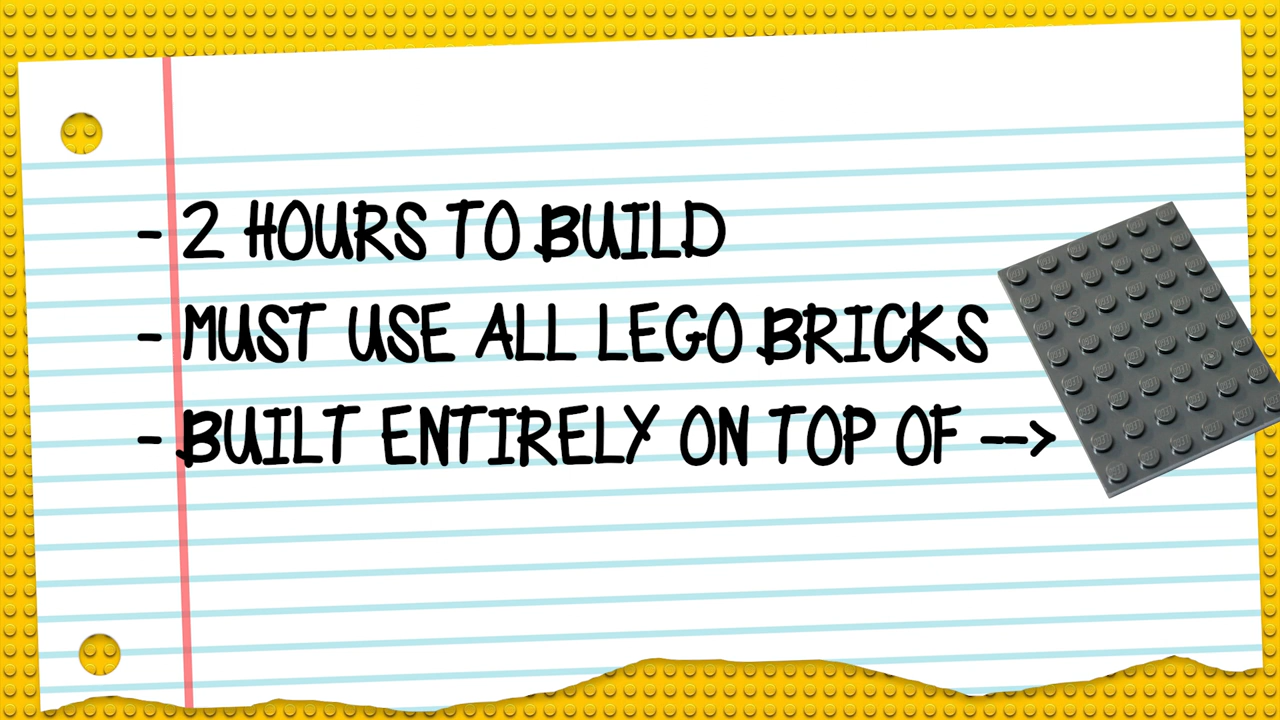 - 2 HOURS TO BUILD
- MUST USE ALL LEGO BRICKS
- BUILT ENTIRELY ON TOP OF -->